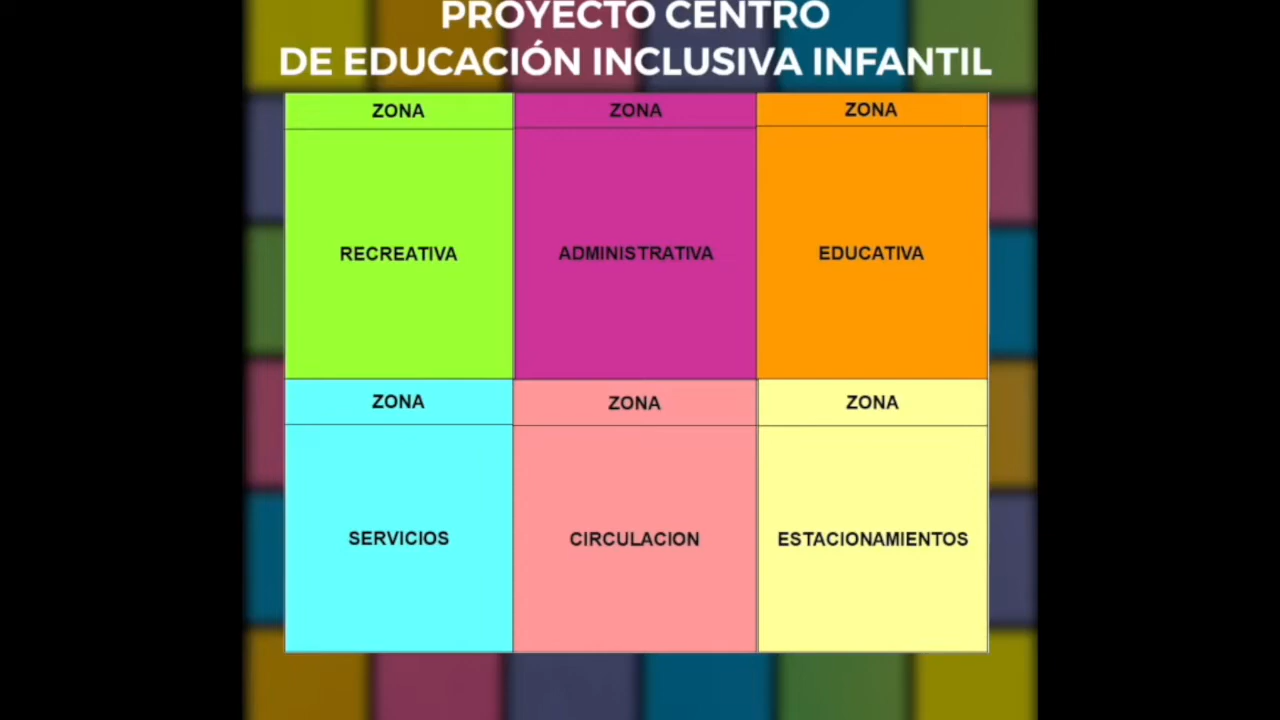 PROYECTO CENTRO
DE EDUCACIÓN INCLUSIVA INFANTIL
ZONA
ZONA
ZONA
RECREATIVA
ADMINISTRATIVA
EDUCATIVA
ZONA
ZONA
ZONA
SERVICIOS
CIRCULACION
ESTACIONAMIENTOS